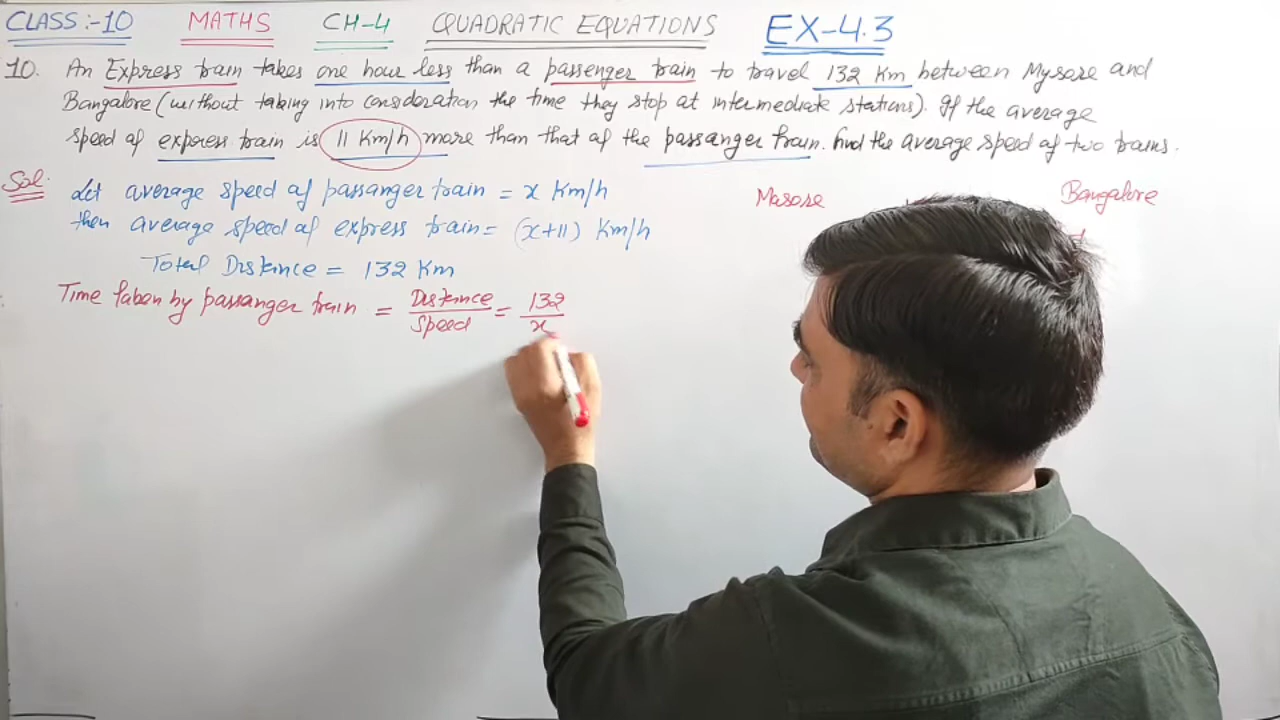 CLASS:-10 MATHS CH-4 QUADRATIC EQUATIONS EX-4.3
10. An Express train takes one hour less than a passenger train to travel 132 Km between Mysore and
Bangalore (without taking into consideration the time they stop at intermediate stations). If the average
speed of express train is 11 Km/h more than that of the passanger train. find the average speed of two trains.
Sol. Let average speed of passanger train = x Km/h
then average speed of express train = (x+11) Km/h
Total Distance = 132 Km
Time taken by passanger train = Distance/Speed = 132/x
Masore Bangalore